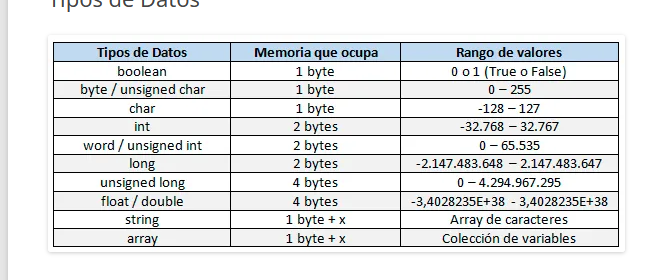 Tipos de Datos
Tipos de Datos Memoria que ocupa Rango de valores
boolean 1 byte 0 o 1 (True o False)
byte / unsigned char 1 byte 0 – 255
char 1 byte -128 – 127
int 2 bytes -32.768 – 32.767
word / unsigned int 2 bytes 0 – 65.535
long 2 bytes -2.147.483.648 – 2.147.483.647
unsigned long 4 bytes 0 – 4.294.967.295
float / double 4 bytes -3,4028235E+38 - 3,4028235E+38
string 1 byte + x Array de caracteres
array 1 byte + x Colección de variables